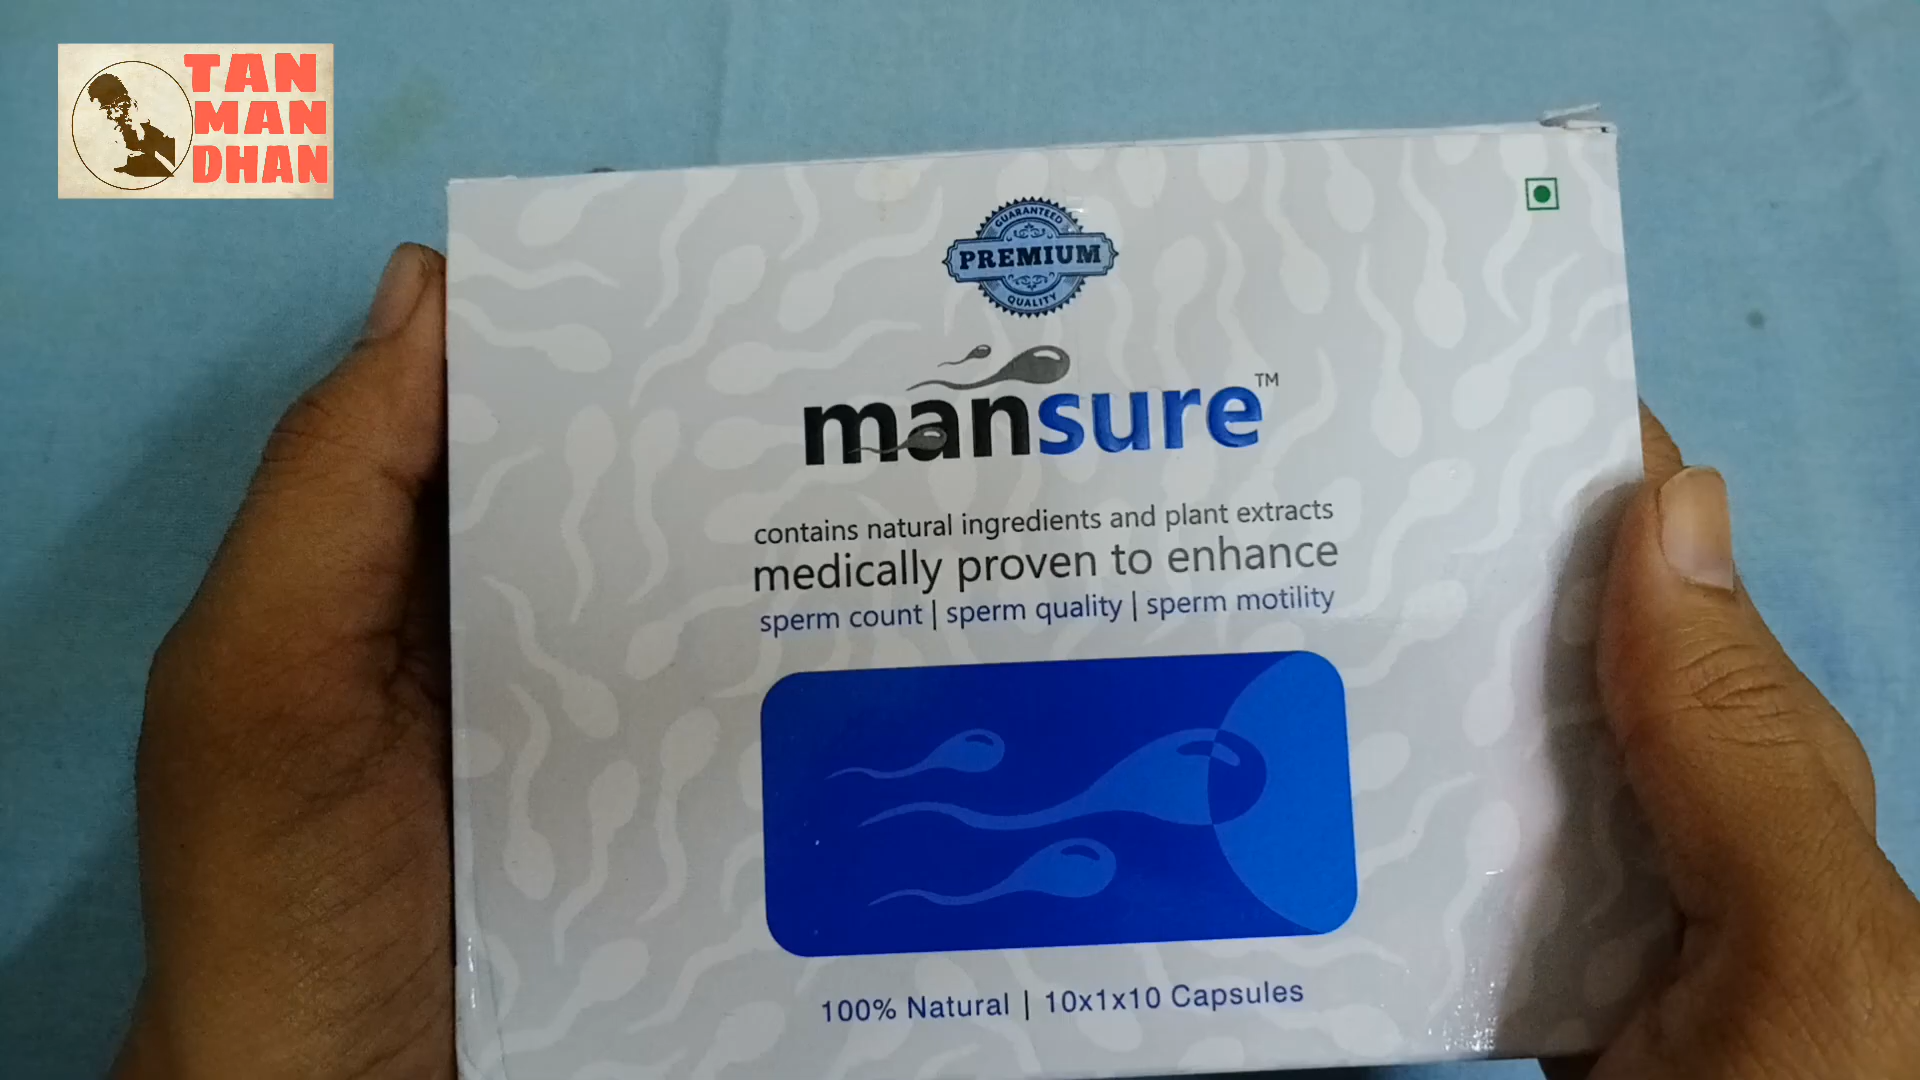 TAN
MAN
DHAN
GUARANTEED
PREMIUM
QUALITY
mansure™
contains natural ingredients and plant extracts
medically proven to enhance
sperm count | sperm quality | sperm motility
100% Natural | 10x1x10 Capsules